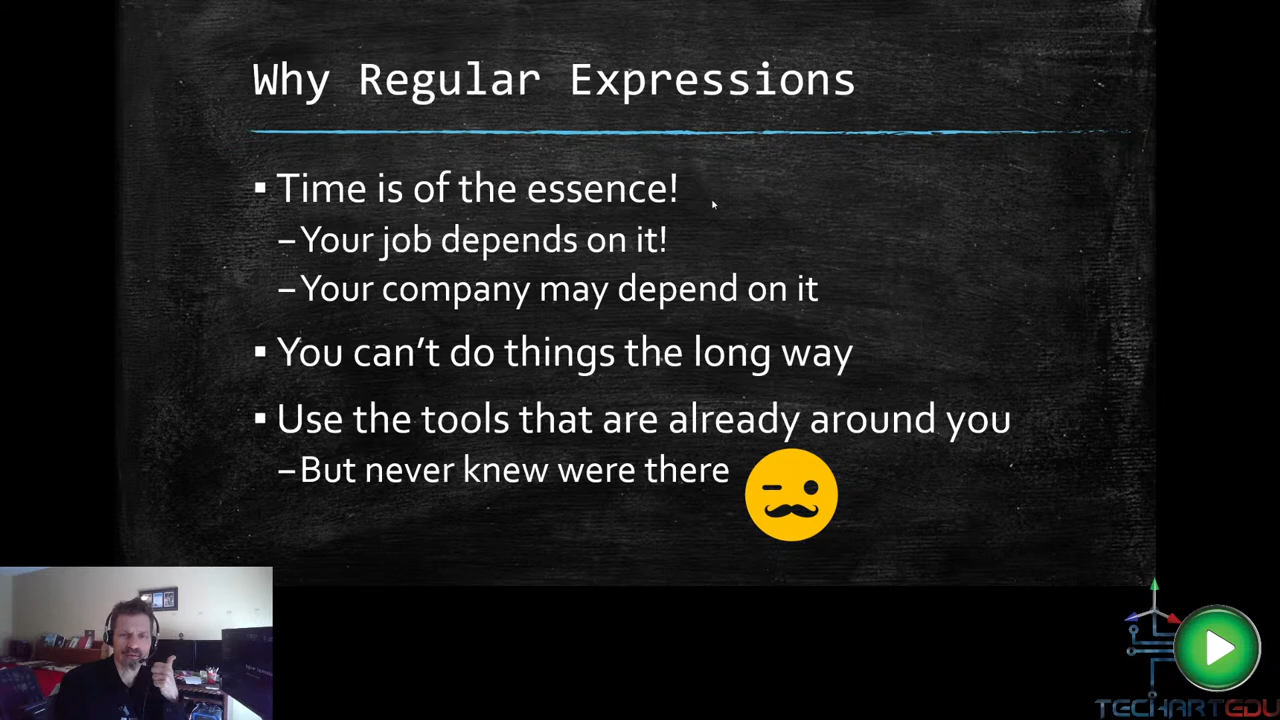 Why Regular Expressions
▪ Time is of the essence!
–Your job depends on it!
–Your company may depend on it
▪ You can’t do things the long way
▪ Use the tools that are already around you
–But never knew were there
TECHARTEDU